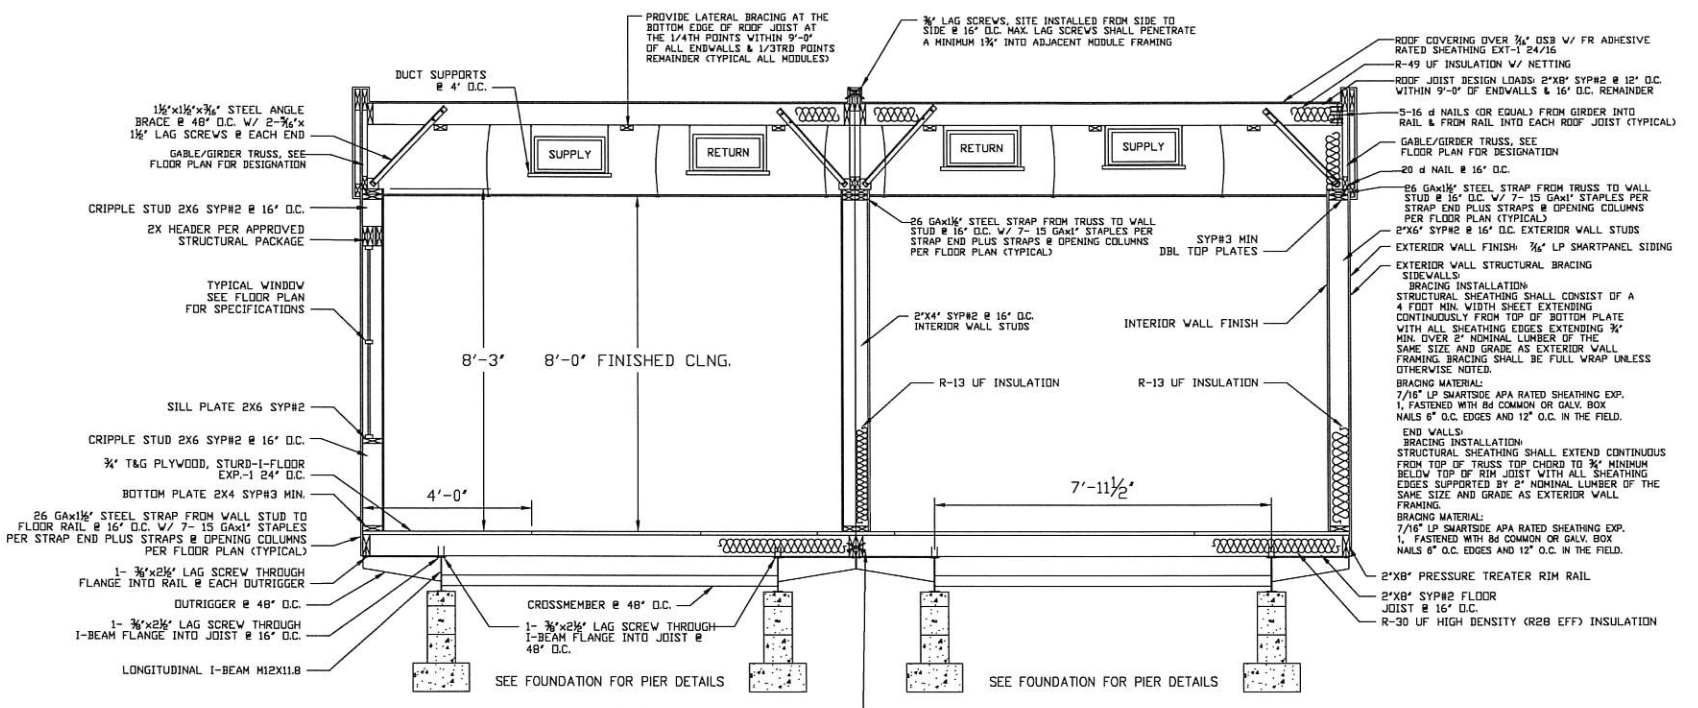 PROVIDE LATERAL BRACING AT THE
BOTTOM EDGE OF ROOF JOIST AT
THE 1/4TH POINTS WITHIN 9'-0"
OF ALL ENDWALLS & 1/3TRD POINTS
REMAINDER (TYPICAL ALL MODULES)
⅜" LAG SCREWS, SITE INSTALLED FROM SIDE TO
SIDE @ 16" O.C. MAX. LAG SCREWS SHALL PENETRATE
A MINIMUM 1¾" INTO ADJACENT MODULE FRAMING
DUCT SUPPORTS
@ 4' O.C.
1½"x1½"x3/16" STEEL ANGLE
BRACE @ 48" O.C. W/ 2-5/16"x
1½" LAG SCREWS @ EACH END
GABLE/GIRDER TRUSS, SEE
FLOOR PLAN FOR DESIGNATION
CRIPPLE STUD 2X6 SYP#2 @ 16" O.C.
2X HEADER PER APPROVED
STRUCTURAL PACKAGE
TYPICAL WINDOW
SEE FLOOR PLAN
FOR SPECIFICATIONS
SILL PLATE 2X6 SYP#2
CRIPPLE STUD 2X6 SYP#2 @ 16" O.C.
¾" T&G PLYWOOD, STURD-I-FLOOR
EXP.-1 24" O.C.
BOTTOM PLATE 2X4 SYP#3 MIN.
26 GAx1½" STEEL STRAP FROM WALL STUD TO
FLOOR RAIL @ 16" O.C. W/ 7- 15 GAx1" STAPLES
PER STRAP END PLUS STRAPS @ OPENING COLUMNS
PER FLOOR PLAN (TYPICAL)
1- ⅜"x2½" LAG SCREW THROUGH
FLANGE INTO RAIL @ EACH OUTRIGGER
OUTRIGGER @ 48" O.C.
1- ⅜"x2½" LAG SCREW THROUGH
I-BEAM FLANGE INTO JOIST @ 16" O.C.
LONGITUDINAL I-BEAM M12X11.8
SUPPLY
RETURN
RETURN
SUPPLY
26 GAx1½" STEEL STRAP FROM TRUSS TO WALL
STUD @ 16" O.C. W/ 7- 15 GAx1" STAPLES PER
STRAP END PLUS STRAPS @ OPENING COLUMNS
PER FLOOR PLAN (TYPICAL)
SYP#3 MIN
DBL TOP PLATES
2"X4" SYP#2 @ 16" O.C.
INTERIOR WALL STUDS
INTERIOR WALL FINISH
8'-3"
8'-0" FINISHED CLNG.
R-13 UF INSULATION
R-13 UF INSULATION
4'-0"
7'-11½"
CROSSMEMBER @ 48" O.C.
1- ⅜"x2½" LAG SCREW THROUGH
I-BEAM FLANGE INTO JOIST @
48" O.C.
SEE FOUNDATION FOR PIER DETAILS
SEE FOUNDATION FOR PIER DETAILS
ROOF COVERING OVER 7/16" OSB W/ FR ADHESIVE
RATED SHEATHING EXT-1 24/16
R-49 UF INSULATION W/ NETTING
ROOF JOIST DESIGN LOADS: 2"X8" SYP#2 @ 12" O.C.
WITHIN 9'-0" OF ENDWALLS & 16" O.C. REMAINDER
5-16 d NAILS (OR EQUAL) FROM GIRDER INTO
RAIL & FROM RAIL INTO EACH ROOF JOIST (TYPICAL)
GABLE/GIRDER TRUSS, SEE
FLOOR PLAN FOR DESIGNATION
20 d NAIL @ 16" O.C.
26 GAx1½" STEEL STRAP FROM TRUSS TO WALL
STUD @ 16" O.C. W/ 7- 15 GAx1" STAPLES PER
STRAP END PLUS STRAPS @ OPENING COLUMNS
PER FLOOR PLAN (TYPICAL)
2"X6" SYP#2 @ 16" O.C. EXTERIOR WALL STUDS
EXTERIOR WALL FINISH: 7/16" LP SMARTPANEL SIDING
EXTERIOR WALL STRUCTURAL BRACING
SIDEWALLS:
BRACING INSTALLATION:
STRUCTURAL SHEATHING SHALL CONSIST OF A
4 FOOT MIN. WIDTH SHEET EXTENDING
CONTINUOUSLY FROM TOP OF BOTTOM PLATE
WITH ALL SHEATHING EDGES EXTENDING ¾"
MIN. OVER 2" NOMINAL LUMBER OF THE
SAME SIZE AND GRADE AS EXTERIOR WALL
FRAMING. BRACING SHALL BE FULL WRAP UNLESS
OTHERWISE NOTED.
BRACING MATERIAL:
7/16" LP SMARTSIDE APA RATED SHEATHING EXP.
1, FASTENED WITH 8d COMMON OR GALV. BOX
NAILS 6" O.C. EDGES AND 12" O.C. IN THE FIELD.
END WALLS:
BRACING INSTALLATION:
STRUCTURAL SHEATHING SHALL EXTEND CONTINUOUS
FROM TOP OF TRUSS TOP CHORD TO ¾" MINIMUM
BELOW TOP OF RIM JOIST WITH ALL SHEATHING
EDGES SUPPORTED BY 2" NOMINAL LUMBER OF THE
SAME SIZE AND GRADE AS EXTERIOR WALL
FRAMING.
BRACING MATERIAL:
7/16" LP SMARTSIDE APA RATED SHEATHING EXP.
1, FASTENED WITH 8d COMMON OR GALV. BOX
NAILS 6" O.C. EDGES AND 12" O.C. IN THE FIELD.
2"X8" PRESSURE TREATER RIM RAIL
2"X8" SYP#2 FLOOR
JOIST @ 16" O.C.
R-30 UF HIGH DENSITY (R28 EFF) INSULATION